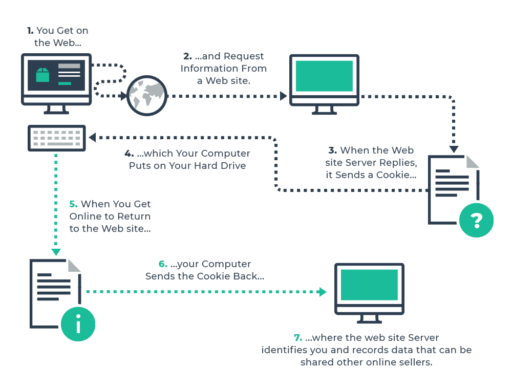 1. You Get on
the Web...
2. ...and Request
Information From
a Web site.
3. When the Web
site Server Replies,
it Sends a Cookie...
?
4. ...which Your Computer
Puts on Your Hard Drive
5. When You Get
Online to Return
to the Web site...
i
6. ...your Computer
Sends the Cookie Back...
7. ...where the web site Server
identifies you and records data that can be
shared other online sellers.